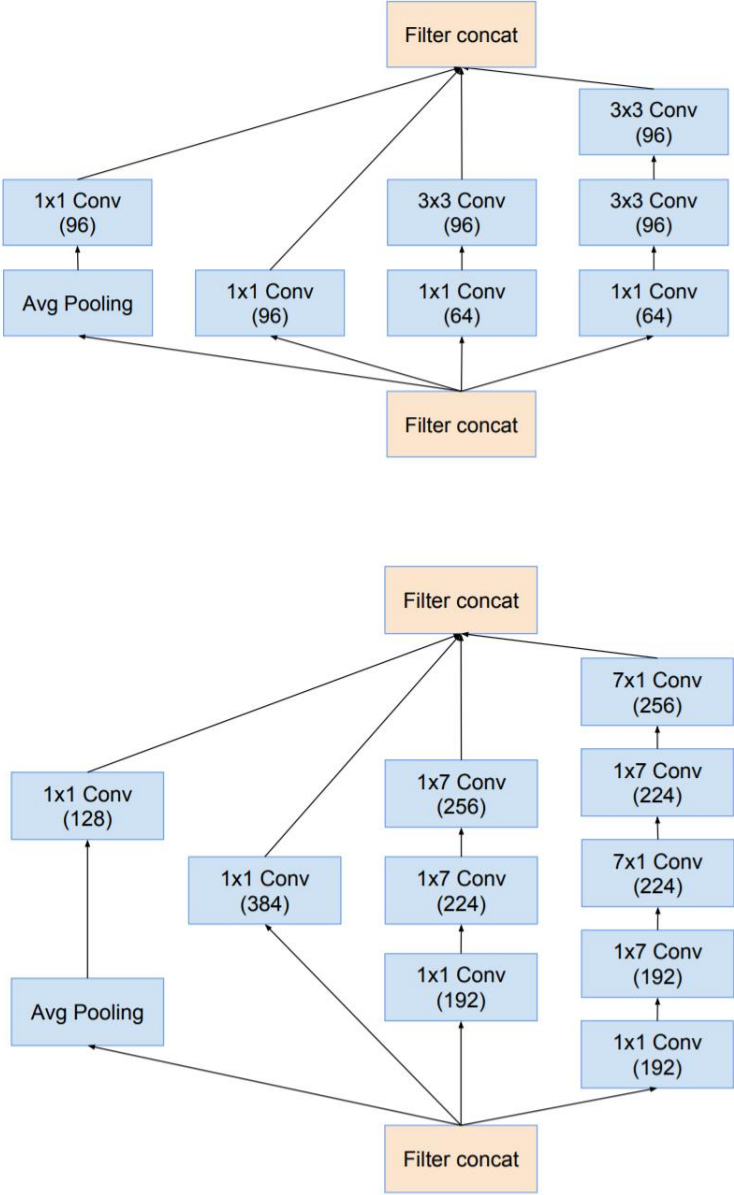 Filter concat
3x3 Conv
(96)
1x1 Conv
(96)
3x3 Conv
(96)
3x3 Conv
(96)
Avg Pooling
1x1 Conv
(96)
1x1 Conv
(64)
1x1 Conv
(64)
Filter concat
Filter concat
7x1 Conv
(256)
1x1 Conv
(128)
1x7 Conv
(256)
1x7 Conv
(224)
1x1 Conv
(384)
1x7 Conv
(224)
7x1 Conv
(224)
Avg Pooling
1x1 Conv
(192)
1x7 Conv
(192)
1x1 Conv
(192)
Filter concat